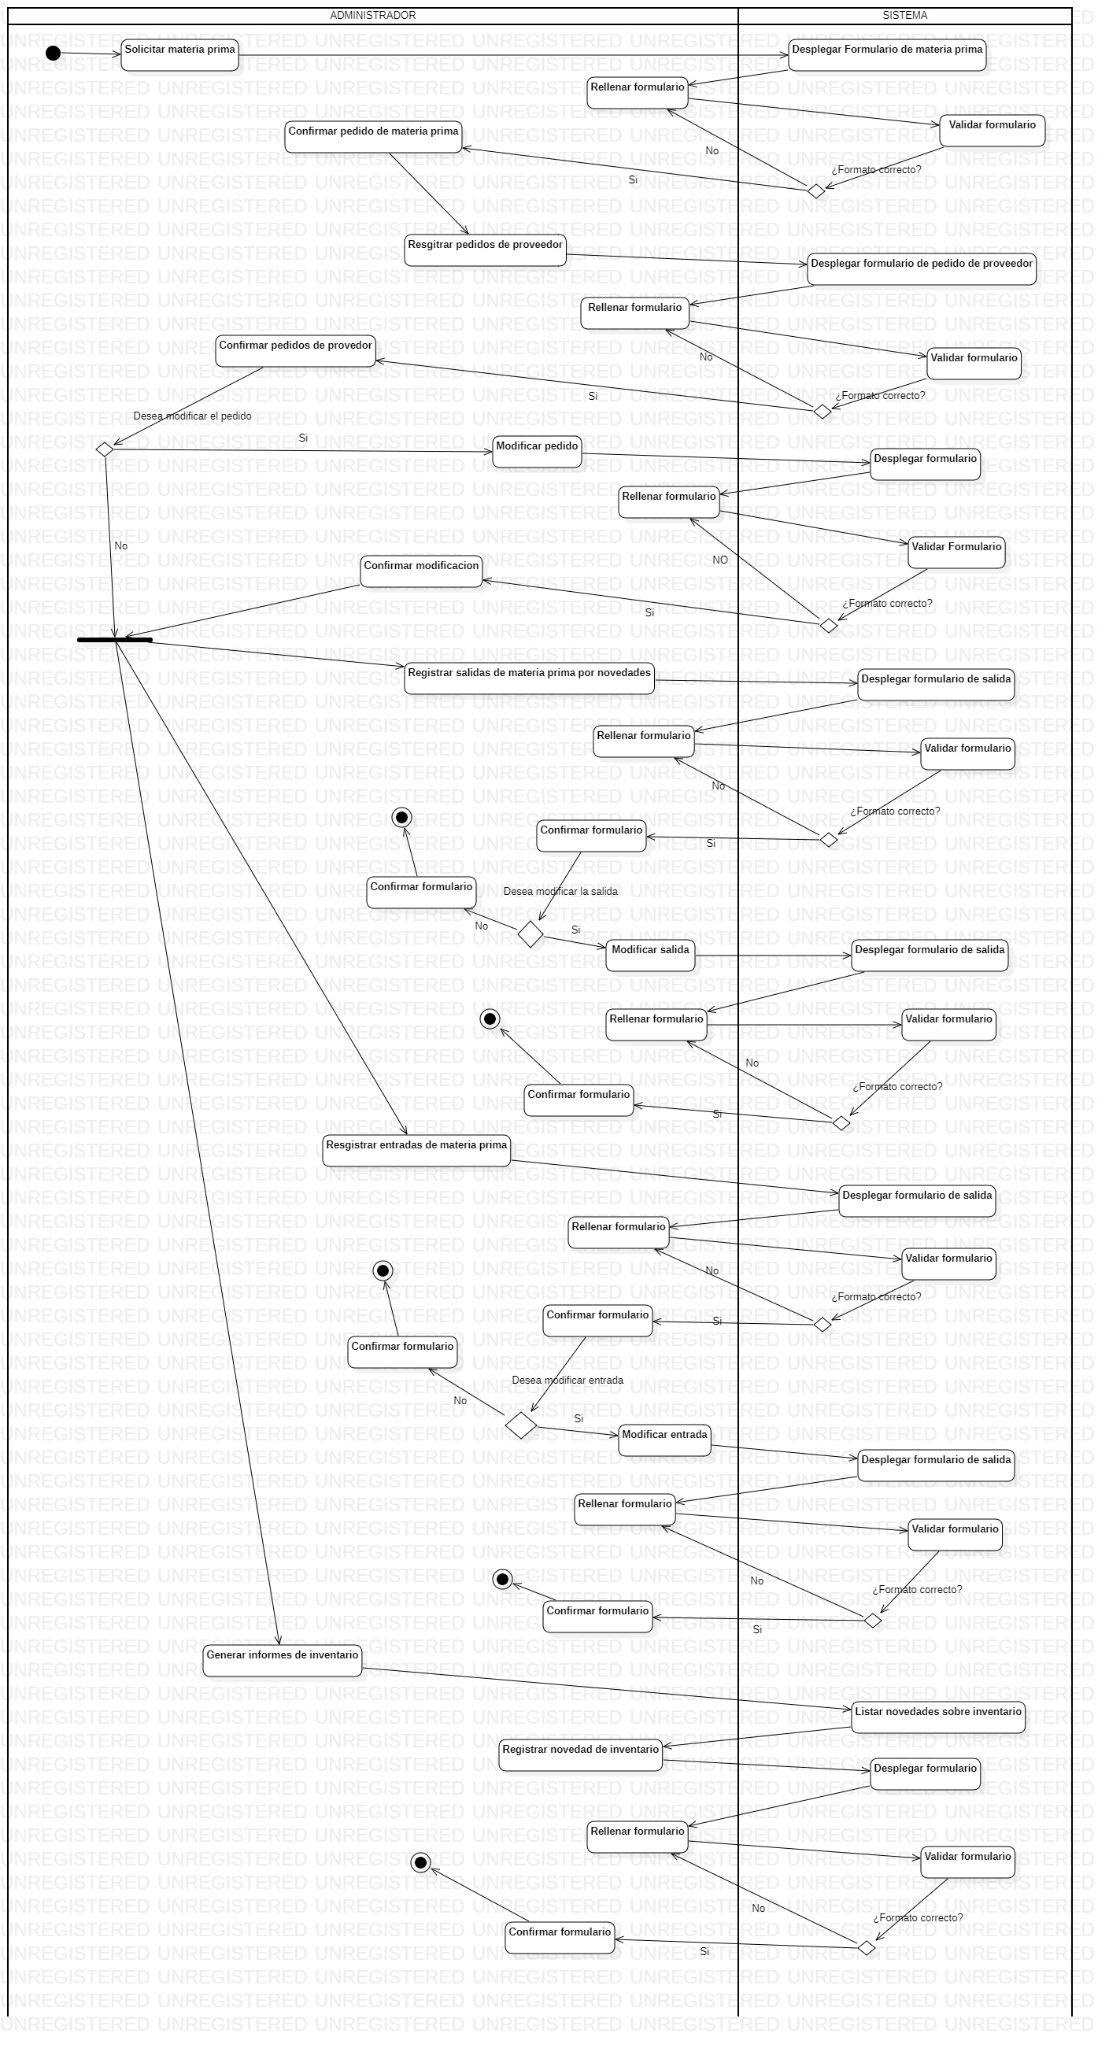 ADMINISTRADOR
SISTEMA
Solicitar materia prima
Desplegar Formulario de materia prima
Rellenar formulario
Confirmar pedido de materia prima
Validar formulario
No
¿Formato correcto?
Si
Resgitrar pedidos de proveedor
Desplegar formulario de pedido de proveedor
Rellenar formulario
Confirmar pedidos de provedor
Validar formulario
No
¿Formato correcto?
Si
Desea modificar el pedido
Si
Modificar pedido
Desplegar formulario
Rellenar formulario
No
Validar Formulario
NO
Confirmar modificacion
¿Formato correcto?
Si
Registrar salidas de materia prima por novedades
Desplegar formulario de salida
Rellenar formulario
Validar formulario
No
¿Formato correcto?
Confirmar formulario
Si
Confirmar formulario
Desea modificar la salida
No
Si
Modificar salida
Desplegar formulario de salida
Rellenar formulario
Validar formulario
No
¿Formato correcto?
Confirmar formulario
Si
Resgistrar entradas de materia prima
Desplegar formulario de salida
Rellenar formulario
Validar formulario
No
¿Formato correcto?
Confirmar formulario
Si
Confirmar formulario
Desea modificar entrada
No
Si
Modificar entrada
Desplegar formulario de salida
Rellenar formulario
Validar formulario
No
¿Formato correcto?
Confirmar formulario
Si
Generar informes de inventario
Listar novedades sobre inventario
Registrar novedad de inventario
Desplegar formulario
Rellenar formulario
Validar formulario
No
¿Formato correcto?
Confirmar formulario
Si
UNREGISTERED UNREGISTERED UNREGISTERED UNREGISTERED UNREGISTERED UNREGISTERED UNREGISTERED